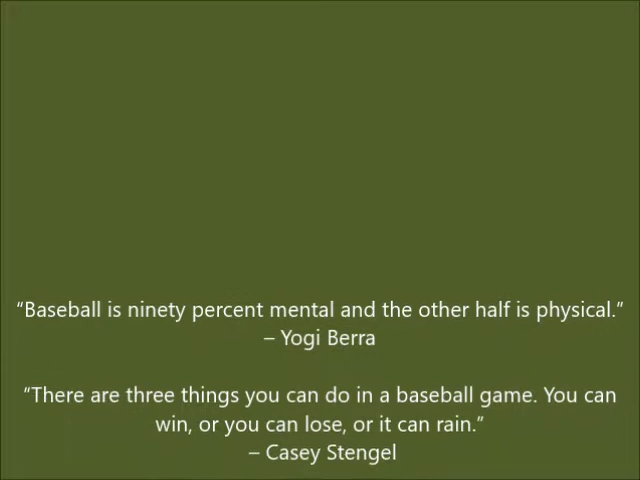 “Baseball is ninety percent mental and the other half is physical.”
– Yogi Berra
“There are three things you can do in a baseball game. You can
win, or you can lose, or it can rain.”
– Casey Stengel